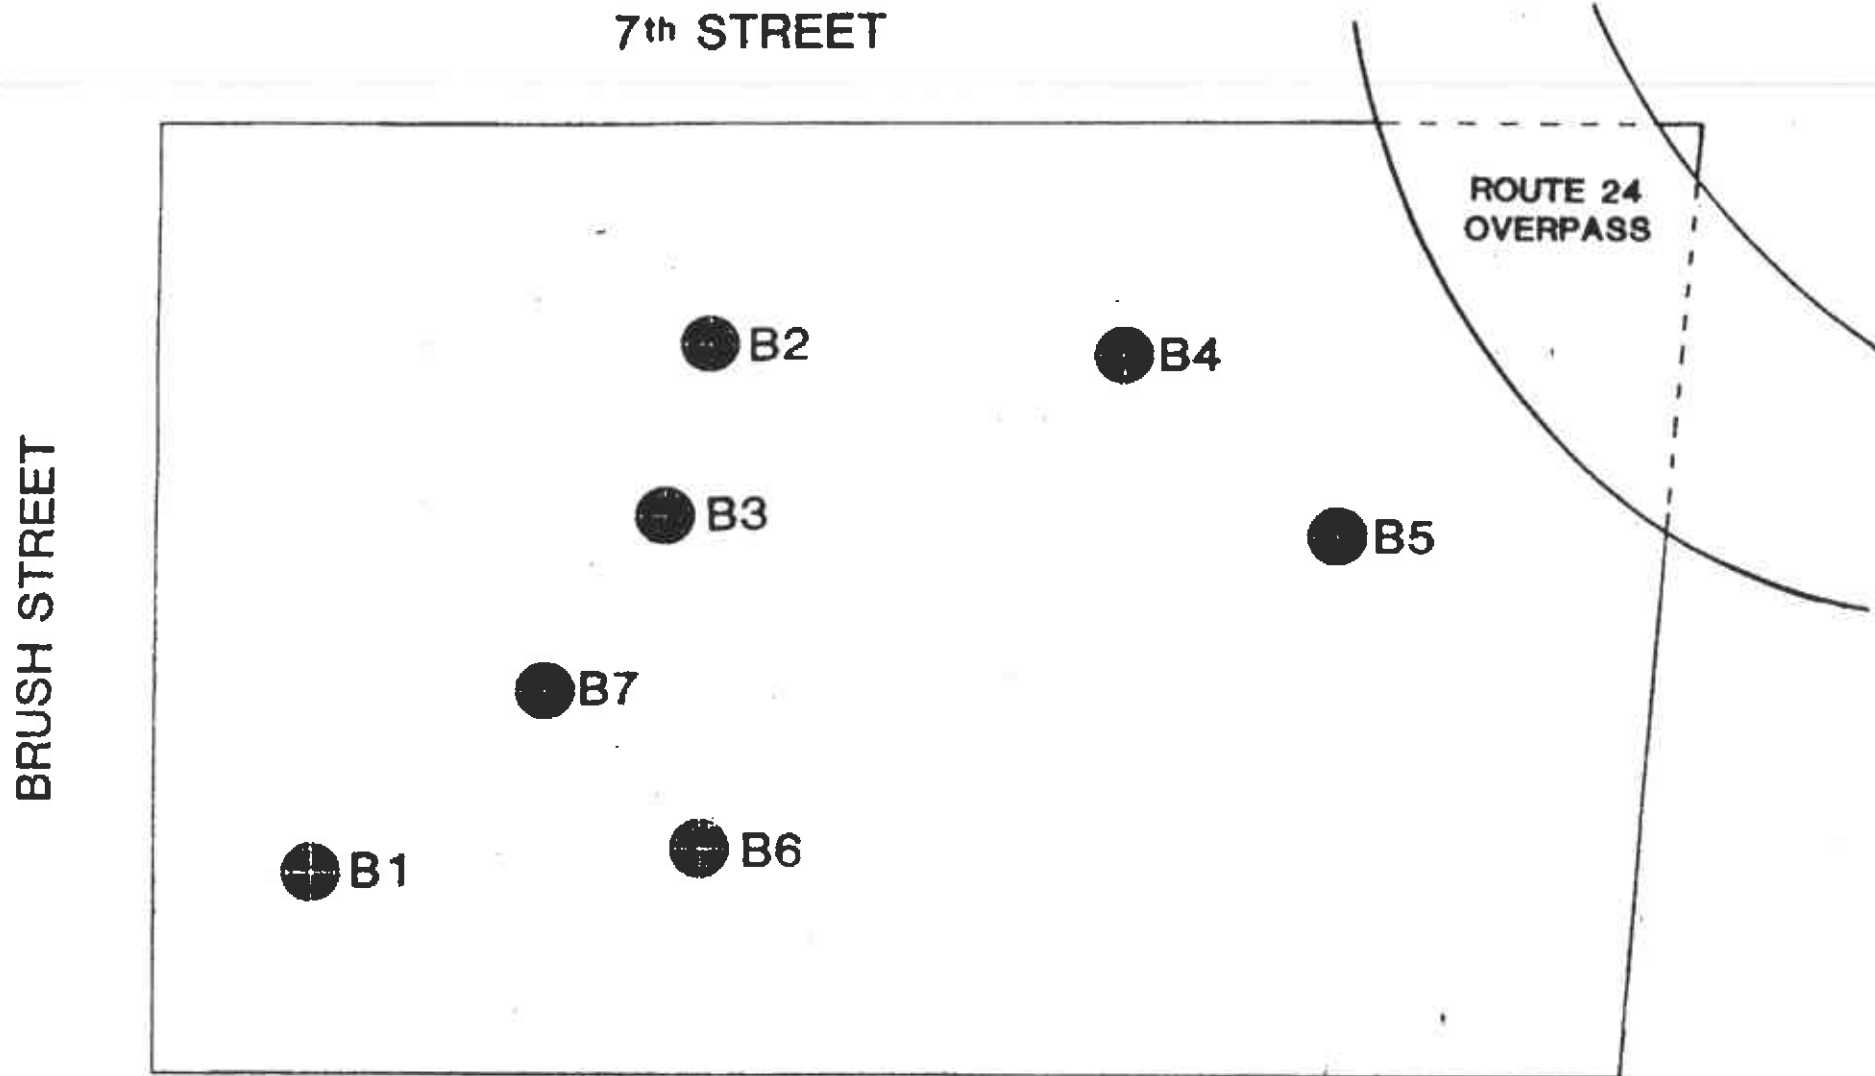 7th STREET
ROUTE 24
OVERPASS
B2
B4
B3
B5
BRUSH STREET
B7
B6
B1